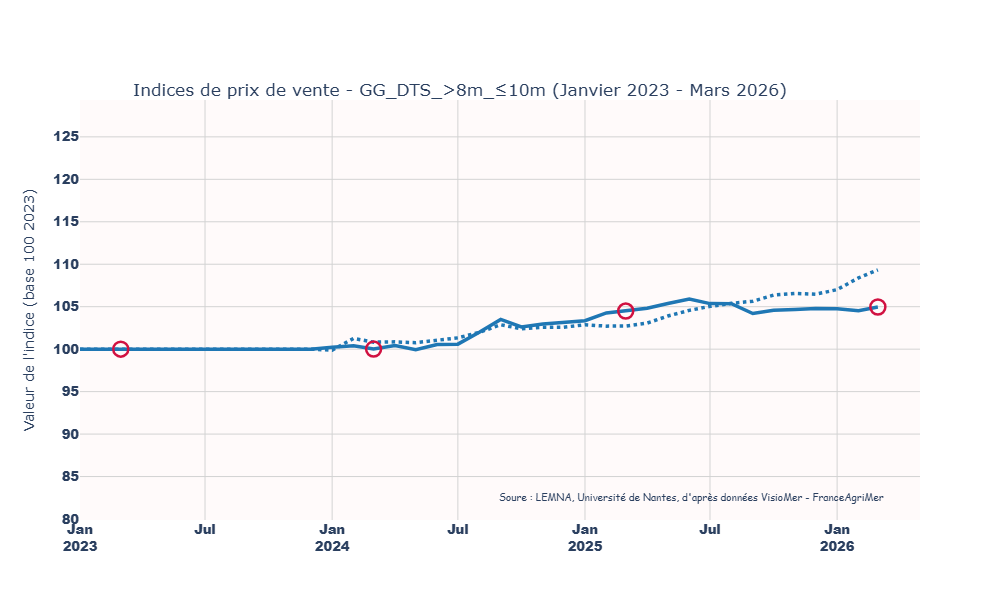 Indices de prix de vente - GG_DTS_>8m_≤10m (Janvier 2023 - Mars 2026)
Valeur de l'indice (base 100 2023)
125
120
115
110
105
100
95
90
85
80
Soure : LEMNA, Université de Nantes, d'après données VisioMer - FranceAgriMer
Jan Jul Jan Jul Jan Jul Jan
2023 2024 2025 2026